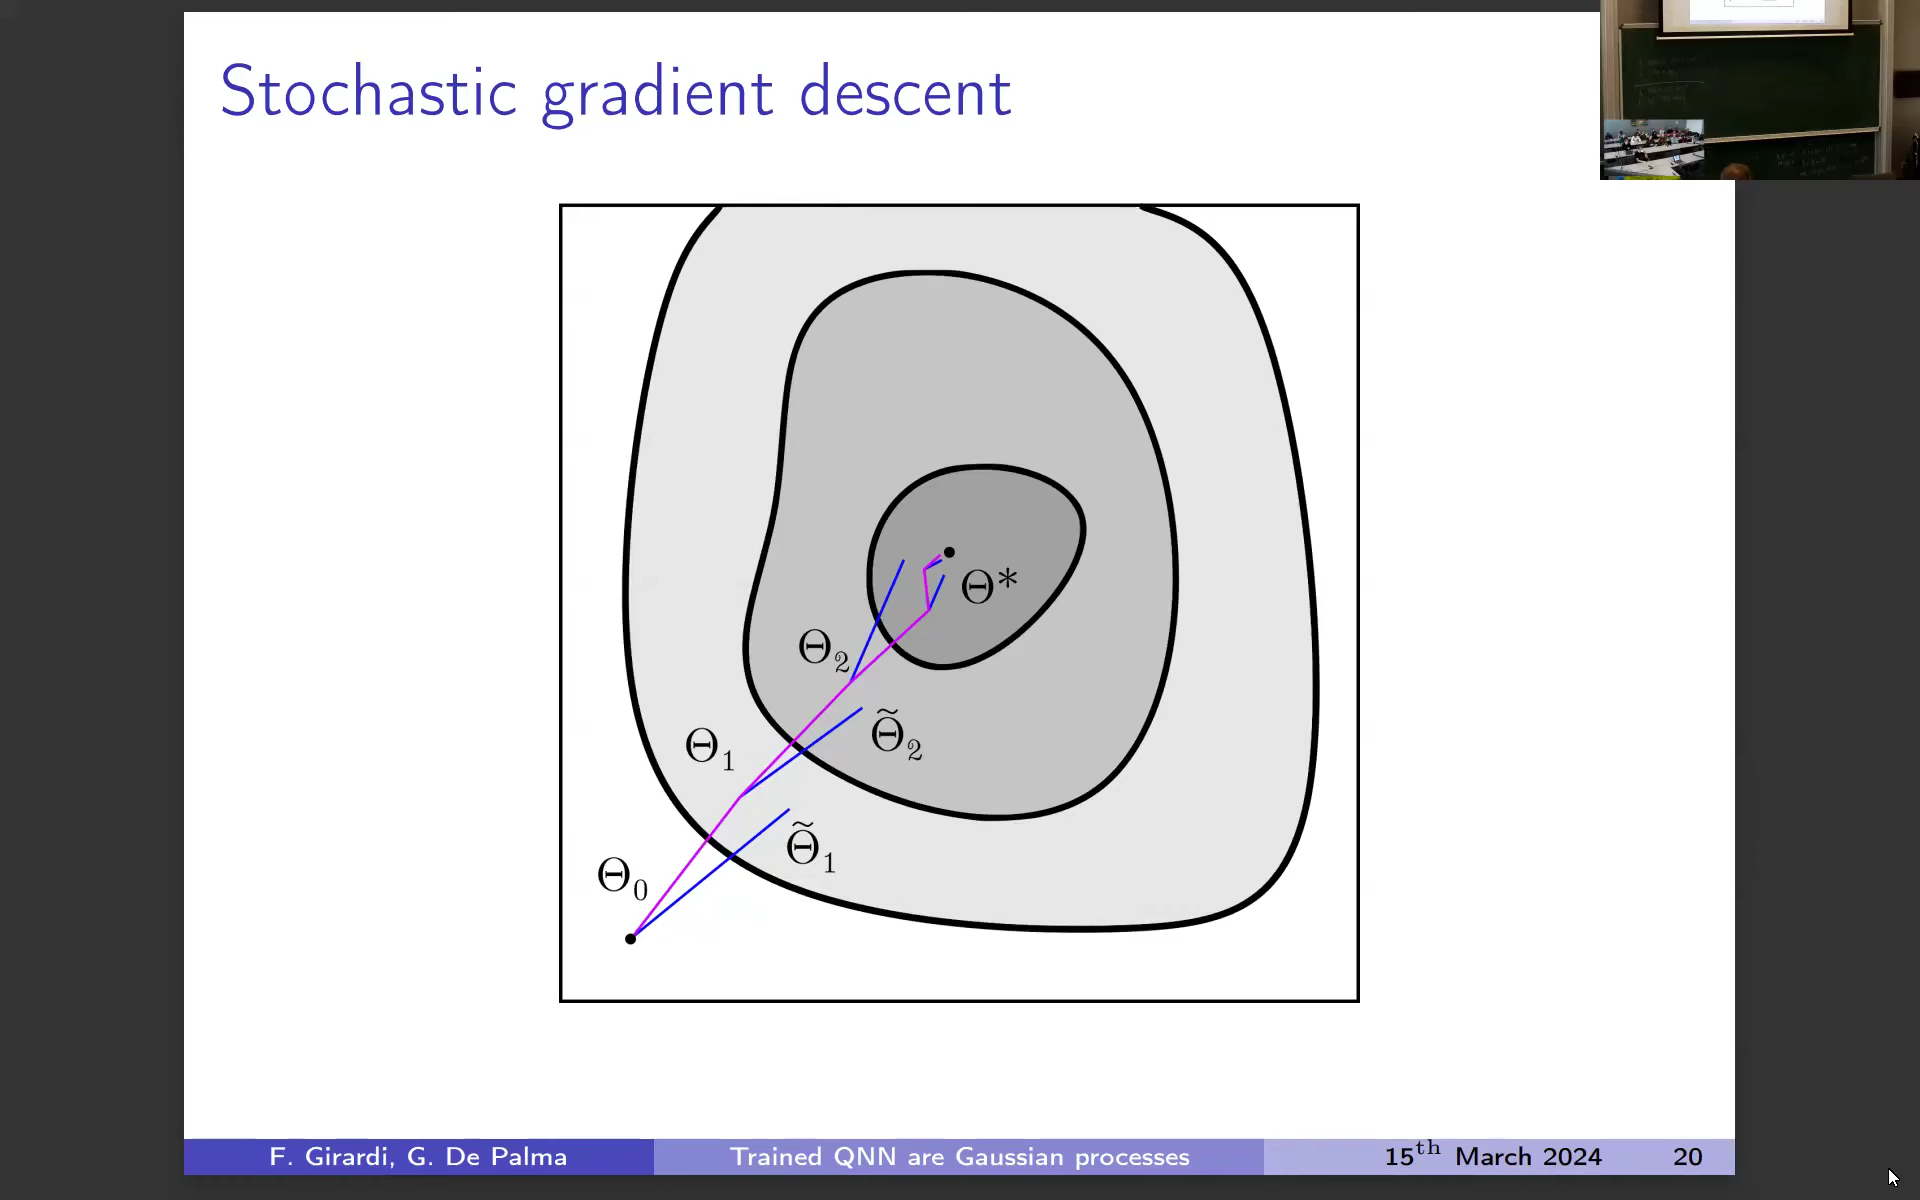 Stochastic gradient descent
Θ*
Θ₂
Θ̃₂
Θ₁
Θ̃₁
Θ₀
F. Girardi, G. De Palma
Trained QNN are Gaussian processes
15th March 2024
20